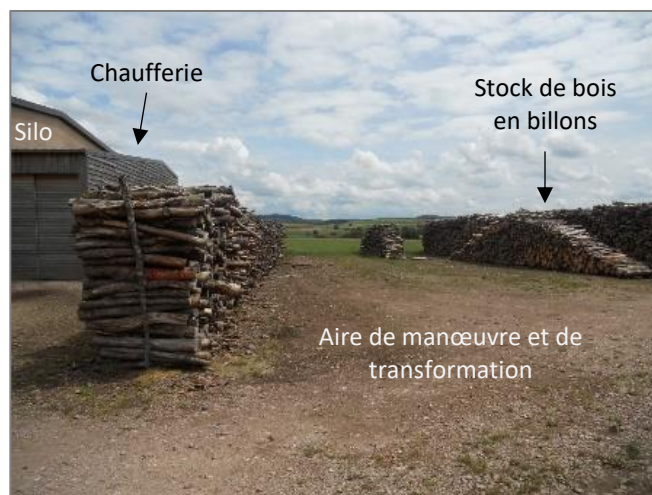 Chaufferie
Silo
Stock de bois
en billons
Aire de manœuvre et de
transformation